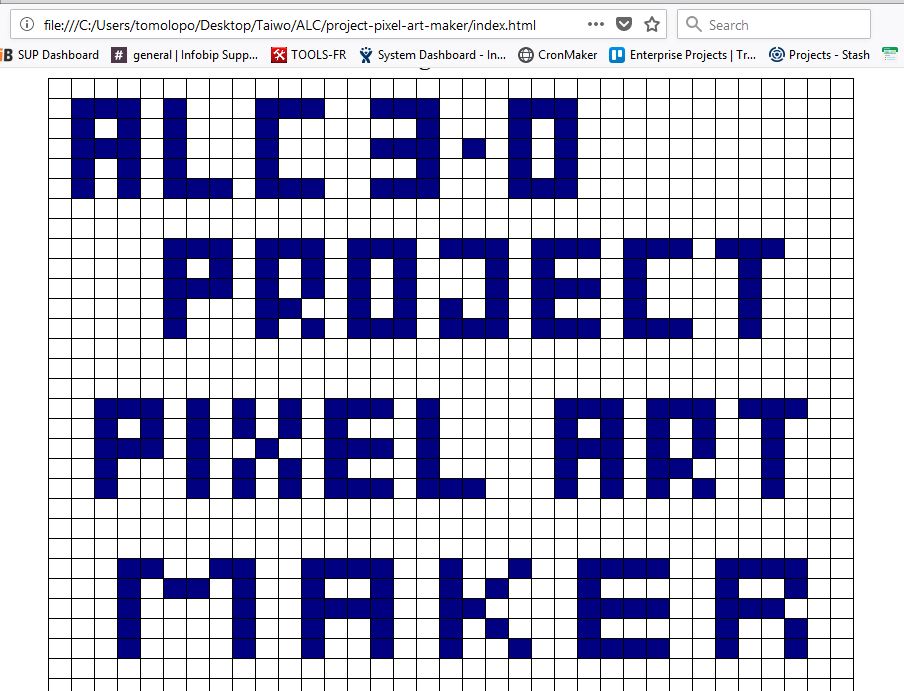 file:///C:/Users/tomolopo/Desktop/Taiwo/ALC/project-pixel-art-maker/index.html
Search
SUP Dashboard
general | Infobip Supp...
TOOLS-FR
System Dashboard - In...
CronMaker
Enterprise Projects | Tr...
Projects - Stash
ALC 3.0
PROJECT
PIXEL ART
MAKER